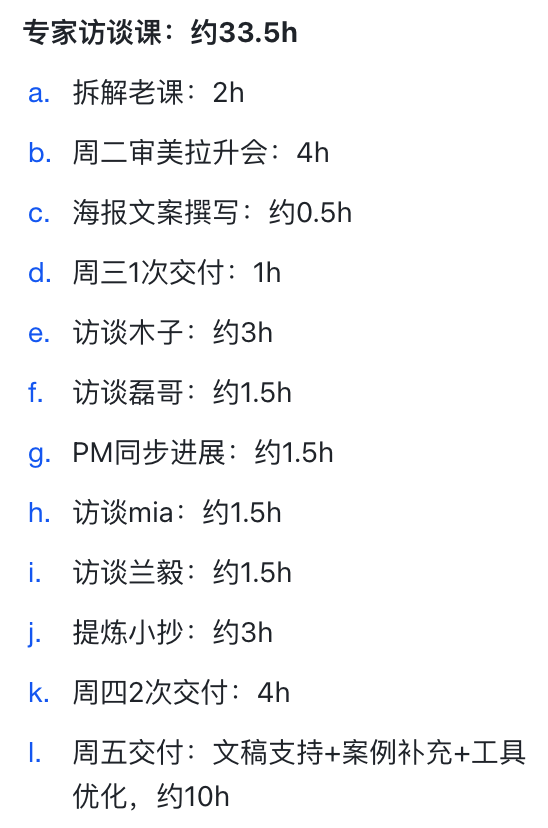 专家访谈课：约33.5h
a. 拆解老课：2h
b. 周二审美拉升会：4h
c. 海报文案撰写：约0.5h
d. 周三1次交付：1h
e. 访谈木子：约3h
f. 访谈磊哥：约1.5h
g. PM同步进展：约1.5h
h. 访谈mia：约1.5h
i. 访谈兰毅：约1.5h
j. 提炼小抄：约3h
k. 周四2次交付：4h
l. 周五交付：文稿支持+案例补充+工具
优化，约10h